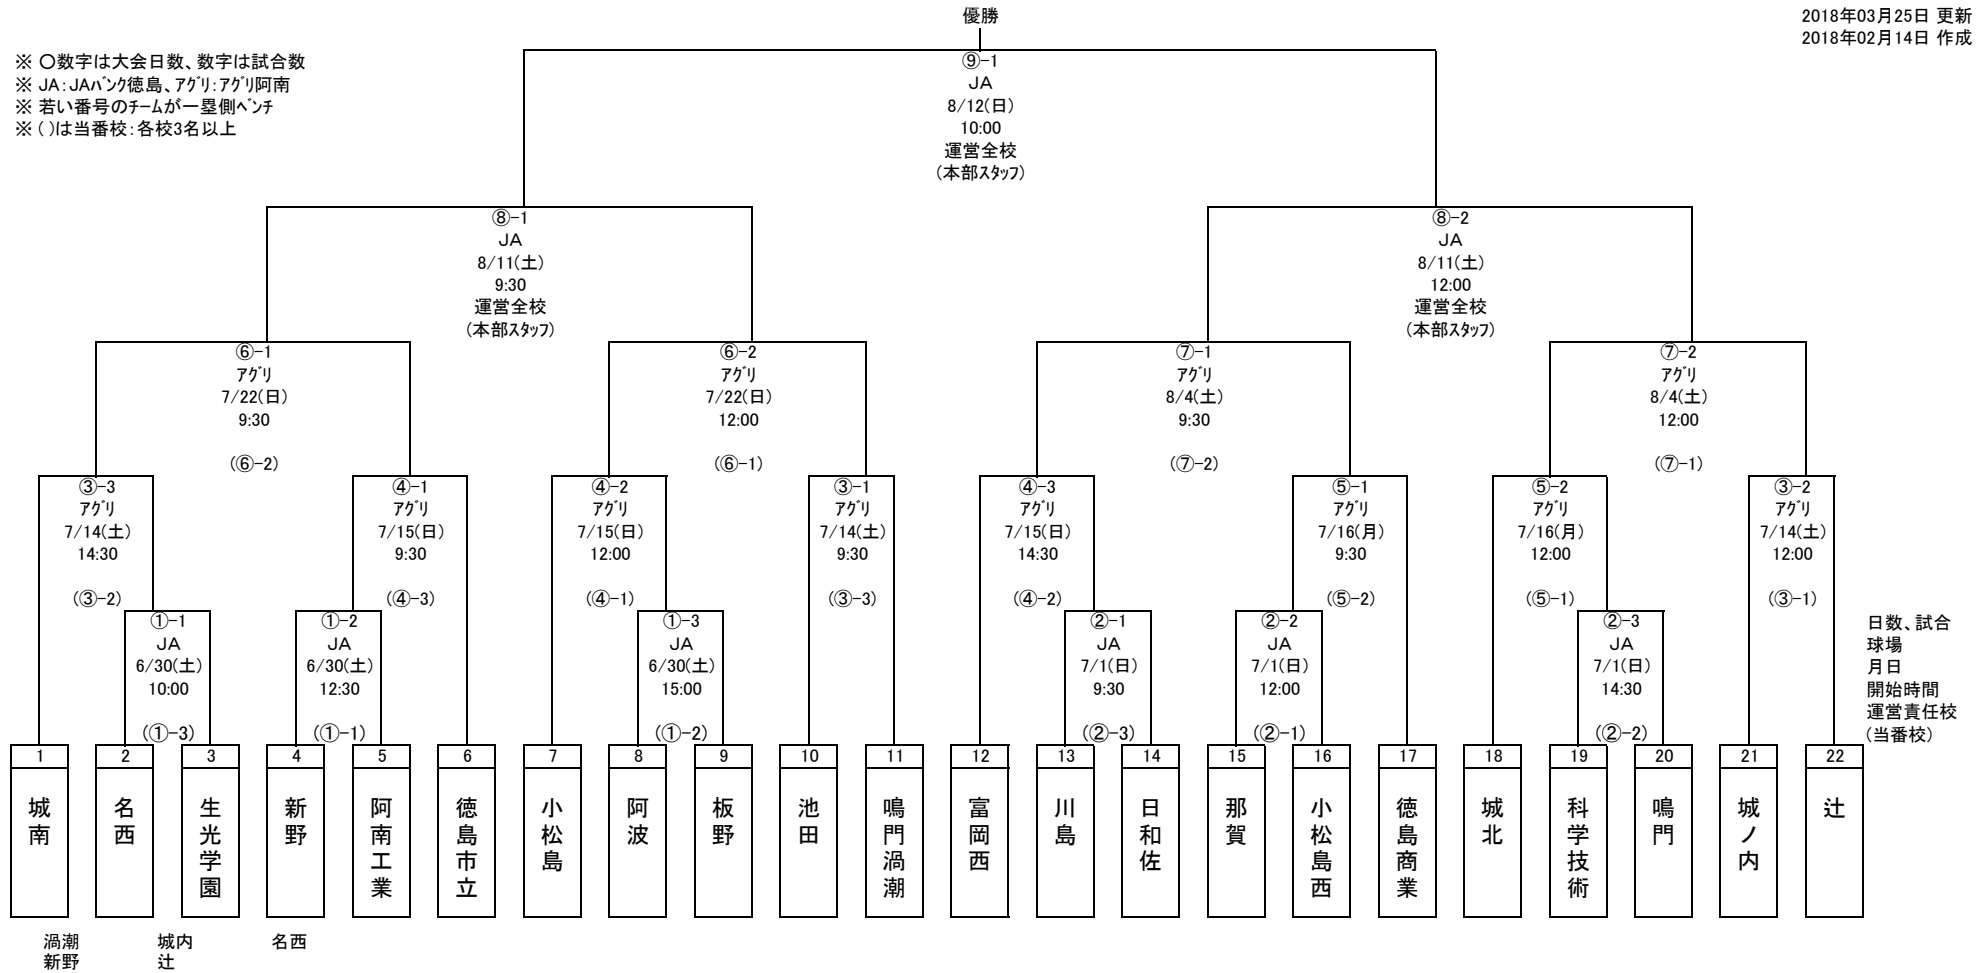 優勝
2018年03月25日 更新
2018年02月14日 作成
※ 〇数字は大会日数、数字は試合数
※ JA：JAﾊﾞﾝｸ徳島、ｱｸﾞﾘ：ｱｸﾞﾘ阿南
※ 若い番号のﾁｰﾑが一塁側ﾍﾞﾝﾁ
※ ( )は当番校：各校3名以上
⑨-1
JA
8/12(日)
10:00
運営全校
(本部ｽﾀｯﾌ)
⑧-1
JA
8/11(土)
9:30
運営全校
(本部ｽﾀｯﾌ)
⑧-2
JA
8/11(土)
12:00
運営全校
(本部ｽﾀｯﾌ)
⑥-1
ｱｸﾞﾘ
7/22(日)
9:30
(⑥-2)
⑥-2
ｱｸﾞﾘ
7/22(日)
12:00
(⑥-1)
⑦-1
ｱｸﾞﾘ
8/4(土)
9:30
(⑦-2)
⑦-2
ｱｸﾞﾘ
8/4(土)
12:00
(⑦-1)
③-3
ｱｸﾞﾘ
7/14(土)
14:30
(③-2)
④-1
ｱｸﾞﾘ
7/15(日)
9:30
(④-3)
④-2
ｱｸﾞﾘ
7/15(日)
12:00
(④-1)
③-1
ｱｸﾞﾘ
7/14(土)
9:30
(③-3)
④-3
ｱｸﾞﾘ
7/15(日)
14:30
(④-2)
⑤-1
ｱｸﾞﾘ
7/16(月)
9:30
(⑤-2)
⑤-2
ｱｸﾞﾘ
7/16(月)
12:00
(⑤-1)
③-2
ｱｸﾞﾘ
7/14(土)
12:00
(③-1)
①-1
JA
6/30(土)
10:00
(①-3)
①-2
JA
6/30(土)
12:30
(①-1)
①-3
JA
6/30(土)
15:00
(①-2)
②-1
JA
7/1(日)
9:30
(②-3)
②-2
JA
7/1(日)
12:00
(②-1)
②-3
JA
7/1(日)
14:30
(②-2)
日数、試合
球場
月日
開始時間
運営責任校
(当番校)
1
城南
2
名西
3
生光学園
4
新野
5
阿南工業
6
徳島市立
7
小松島
8
阿波
9
板野
10
池田
11
鳴門渦潮
12
富岡西
13
川島
14
日和佐
15
那賀
16
小松島西
17
徳島商業
18
城北
19
科学技術
20
鳴門
21
城ノ内
22
辻
渦潮
新野
城内
辻
名西